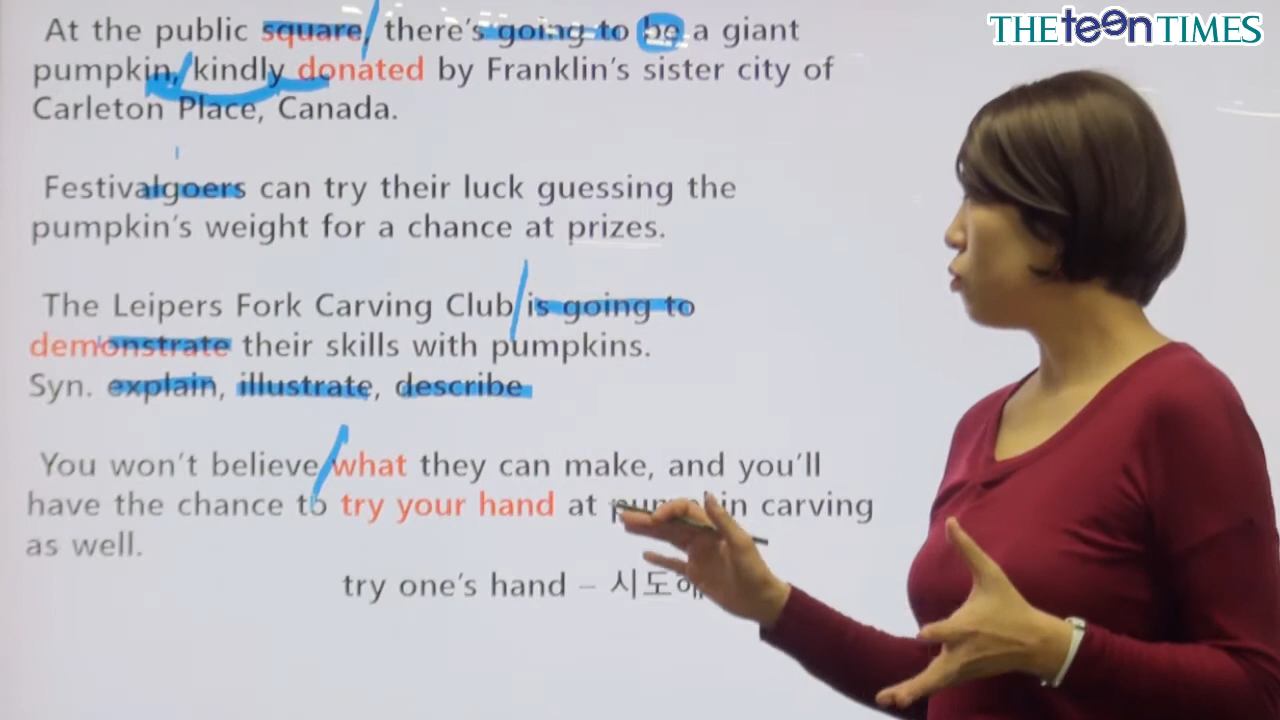 THE teen TIMES
At the public square, there's going to be a giant
pumpkin, kindly donated by Franklin's sister city of
Carleton Place, Canada.
Festivalgoers can try their luck guessing the
pumpkin's weight for a chance at prizes.
The Leipers Fork Carving Club is going to
demonstrate their skills with pumpkins.
Syn. explain, illustrate, describe
You won't believe what they can make, and you'll
have the chance to try your hand at pumpkin carving
as well.
try one's hand – 시도해